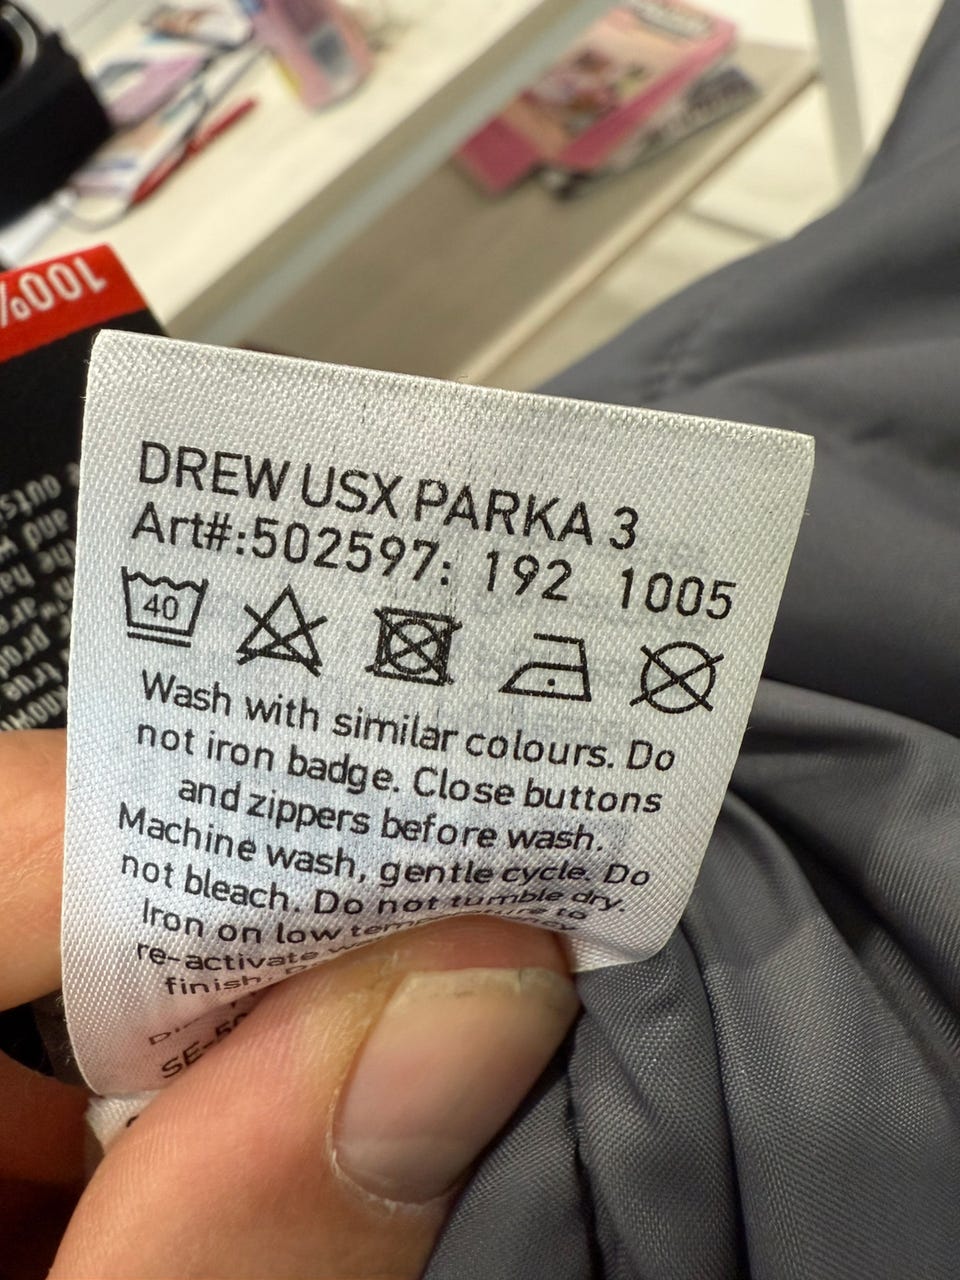 100%
DREW USX PARKA 3
Art#:502597: 192 1005
40
Wash with similar colours. Do
not iron badge. Close buttons
and zippers before wash.
Machine wash, gentle cycle. Do
not bleach. Do not tumble dry.
Iron on low temperature to
re-activate
finish.